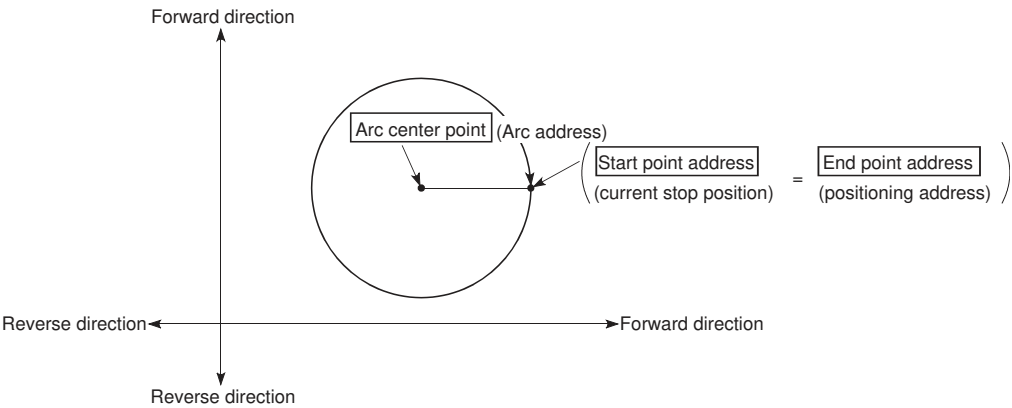 Forward direction
Arc center point (Arc address)
Start point address = End point address
(current stop position) (positioning address)
Reverse direction Forward direction
Reverse direction